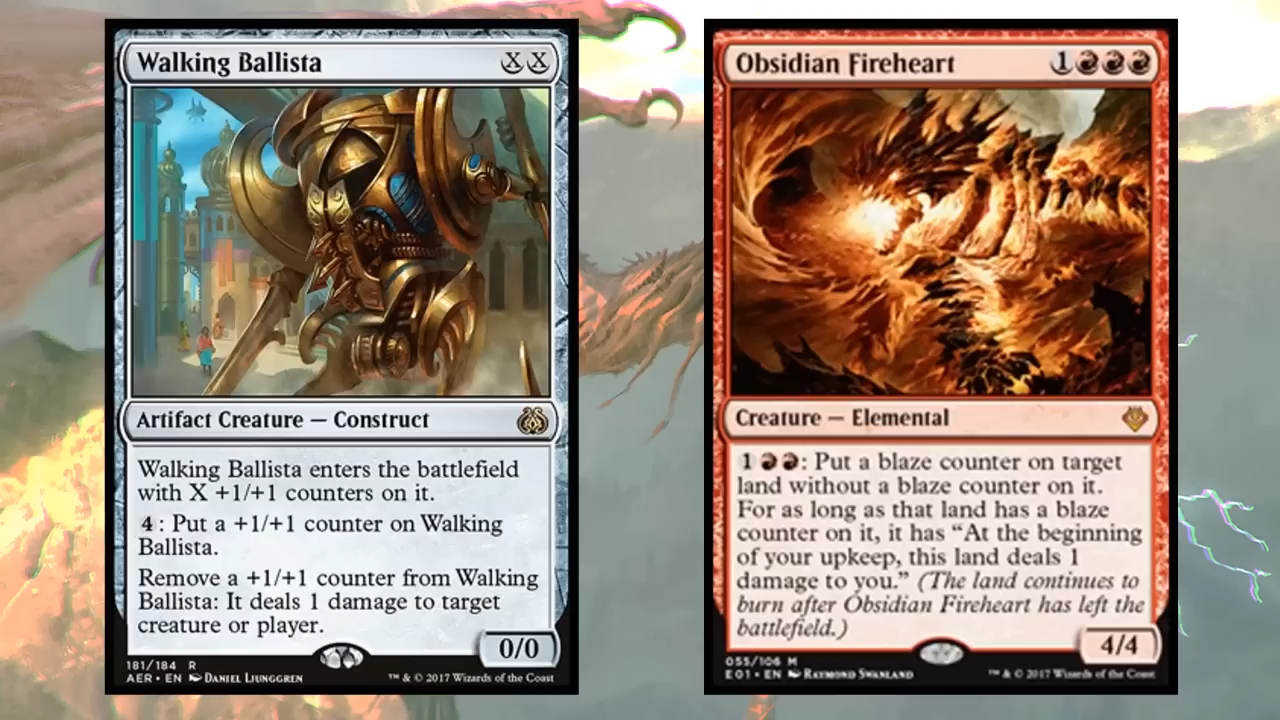 Walking Ballista XX
Artifact Creature — Construct
Walking Ballista enters the battlefield
with X +1/+1 counters on it.
4: Put a +1/+1 counter on Walking
Ballista.
Remove a +1/+1 counter from Walking
Ballista: It deals 1 damage to target
creature or player.
0/0
181/184 R
AER • EN DANIEL LJUNGGREN ™ & © 2017 Wizards of the Coast
Obsidian Fireheart 1
Creature — Elemental
1 : Put a blaze counter on target
land without a blaze counter on it.
For as long as that land has a blaze
counter on it, it has “At the beginning
of your upkeep, this land deals 1
damage to you.” (The land continues to
burn after Obsidian Fireheart has left the
battlefield.)
4/4
055/106 M
E01 • EN RAYMOND SWANLAND ™ & © 2017 Wizards of the Coast